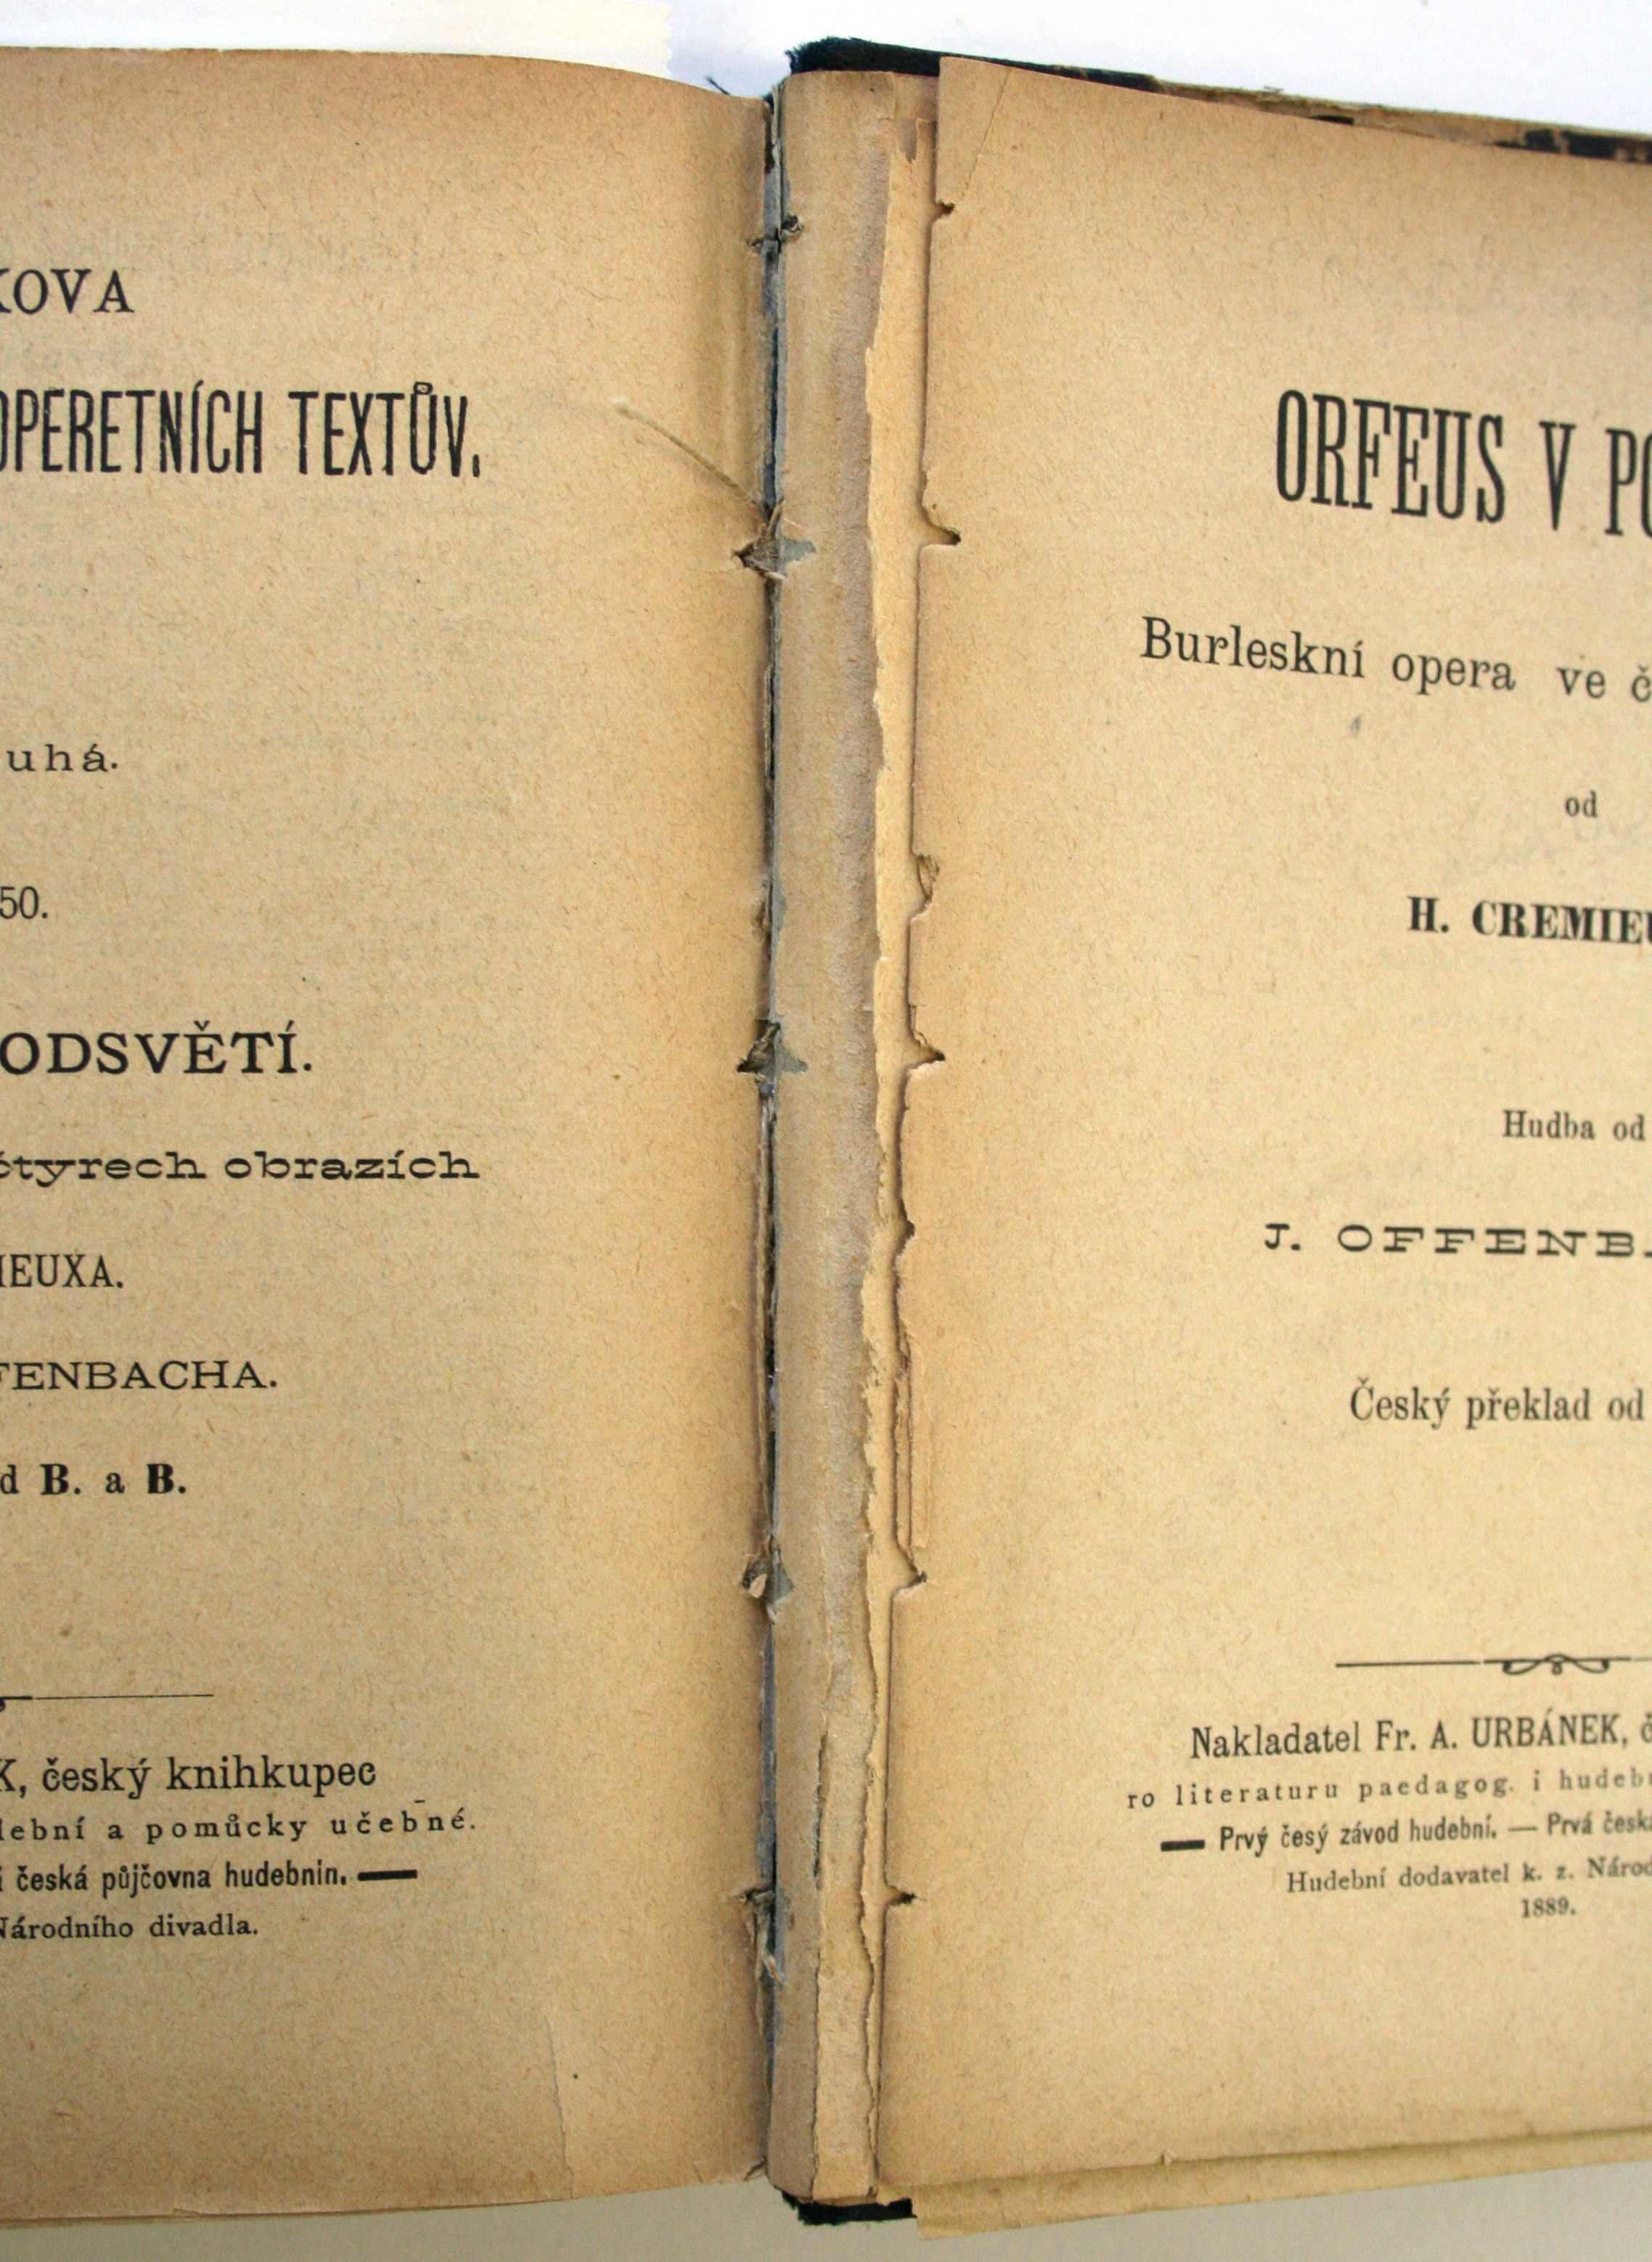 KOVA
OPERETNÍCH TEXTŮV.
uhá.
50.
ODSVĚTÍ.
čtyrech obrazích
IEUXA.
FENBACHA.
d B. a B.
K, český knihkupec
lební a pomůcky učebné.
í česká půjčovna hudebnin.
Národního divadla.
ORFEUS V PO
Burleskní opera ve č
od
H. CREMIEU
Hudba od
J. OFFENB
Český překlad od
Nakladatel Fr. A. URBÁNEK, č
ro literaturu paedagog. i hudeb
Prvý česý závod hudební. — Prvá česk
Hudební dodavatel k. z. Národ
1889.